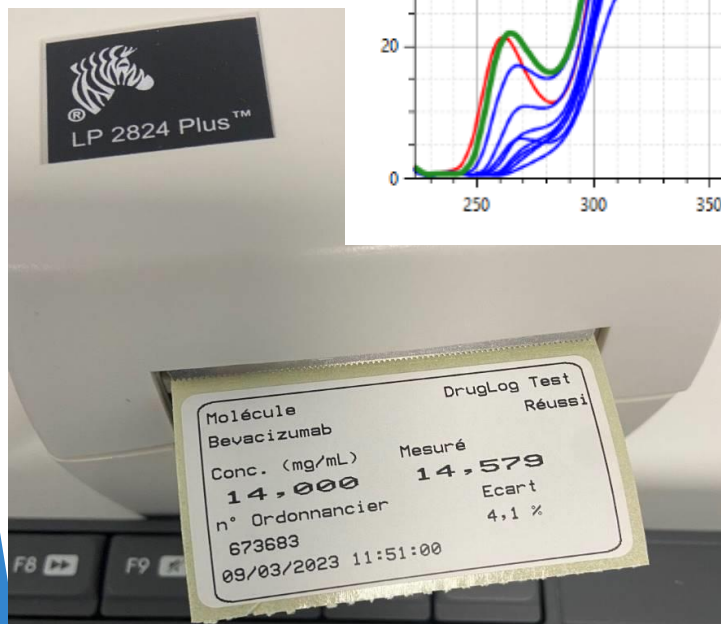 20
10
0
250 300 350
®
LP 2824 Plus™
DrugLog Test
Molécule Réussi
Bevacizumab
Conc. (mg/mL) Mesuré
14,000 14,579
n° Ordonnancier Ecart
673683 4,1 %
09/03/2023 11:51:00
F8 F9